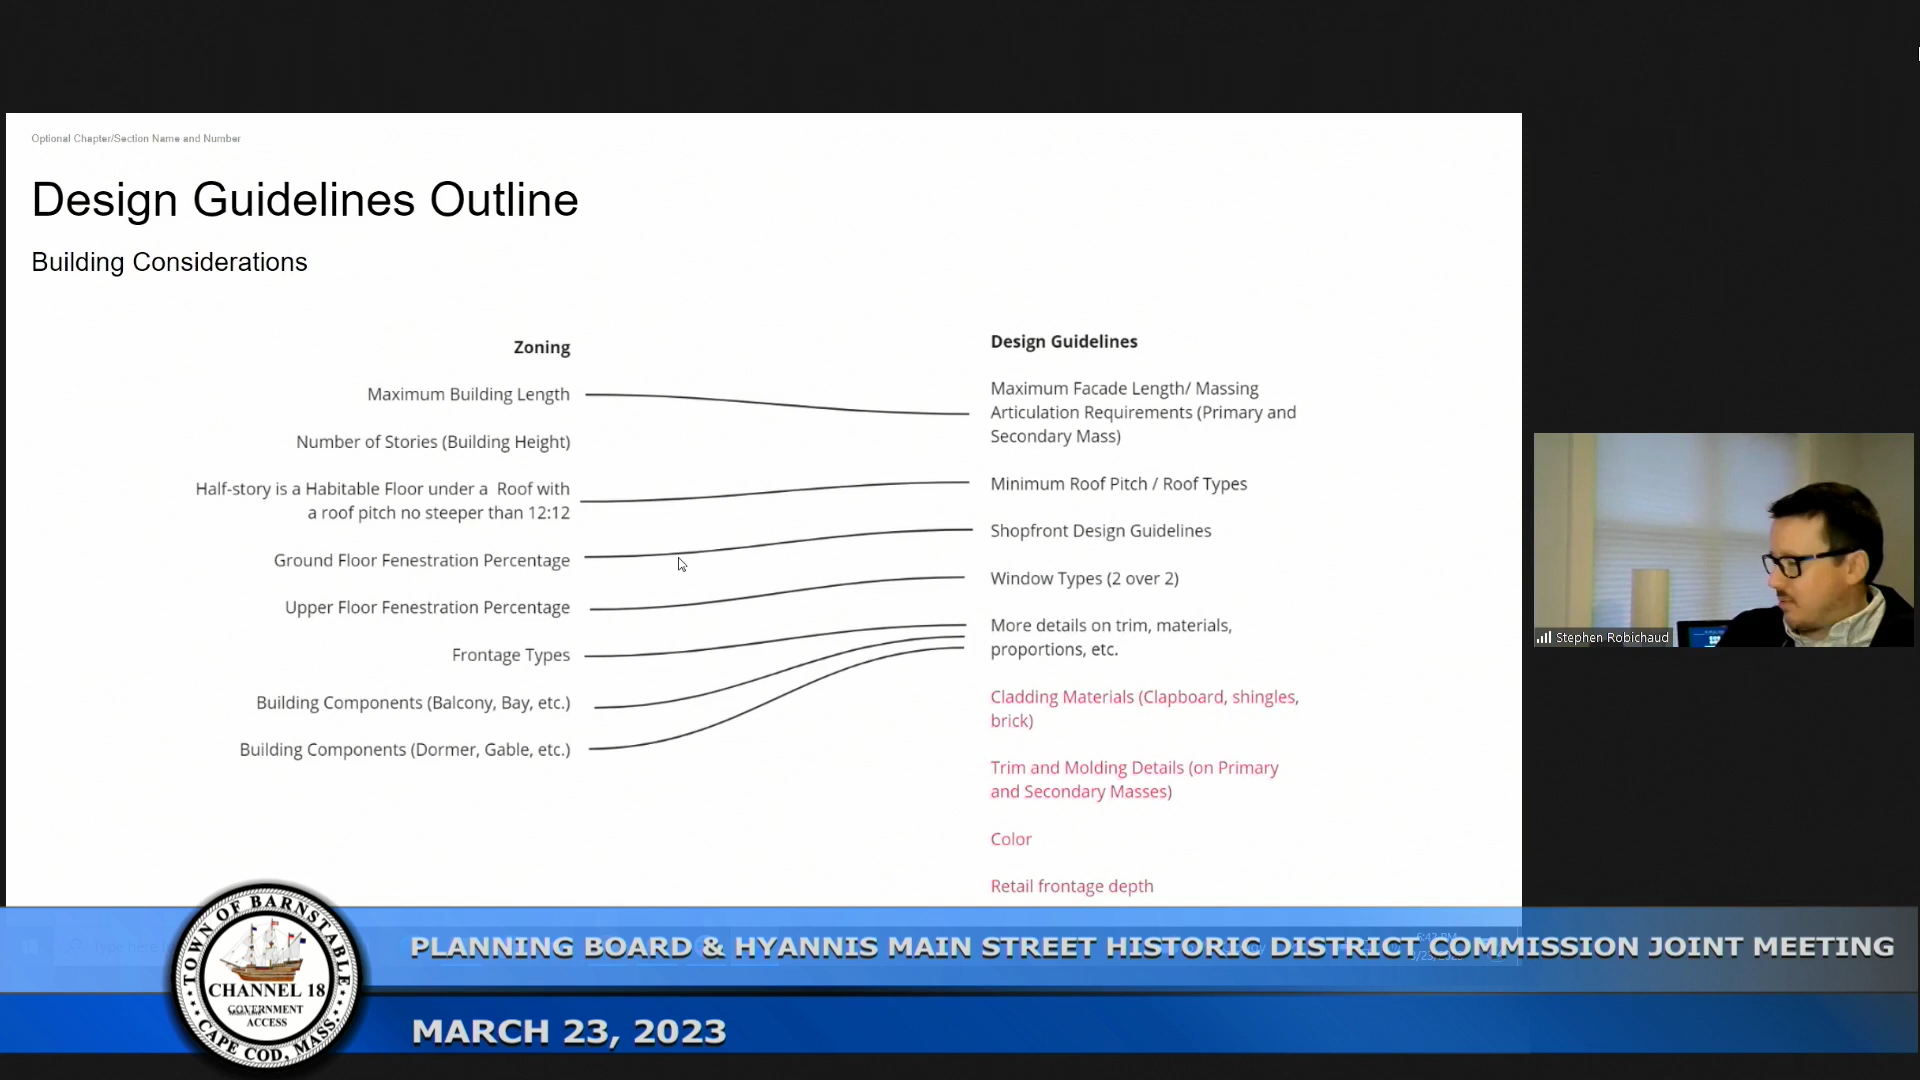 Optional Chapter/Section Name and Number
Design Guidelines Outline
Building Considerations
Zoning
Maximum Building Length
Number of Stories (Building Height)
Half-story is a Habitable Floor under a Roof with
a roof pitch no steeper than 12:12
Ground Floor Fenestration Percentage
Upper Floor Fenestration Percentage
Frontage Types
Building Components (Balcony, Bay, etc.)
Building Components (Dormer, Gable, etc.)
Design Guidelines
Maximum Facade Length/ Massing
Articulation Requirements (Primary and
Secondary Mass)
Minimum Roof Pitch / Roof Types
Shopfront Design Guidelines
Window Types (2 over 2)
More details on trim, materials,
proportions, etc.
Cladding Materials (Clapboard, shingles,
brick)
Trim and Molding Details (on Primary
and Secondary Masses)
Color
Retail frontage depth
Stephen Robichaud
TOWN OF BARNSTABLE
CHANNEL 18
GOVERNMENT
ACCESS
CAPE COD, MASS.
Type here
PLANNING BOARD & HYANNIS MAIN STREET HISTORIC DISTRICT COMMISSION JOINT MEETING
MARCH 23, 2023